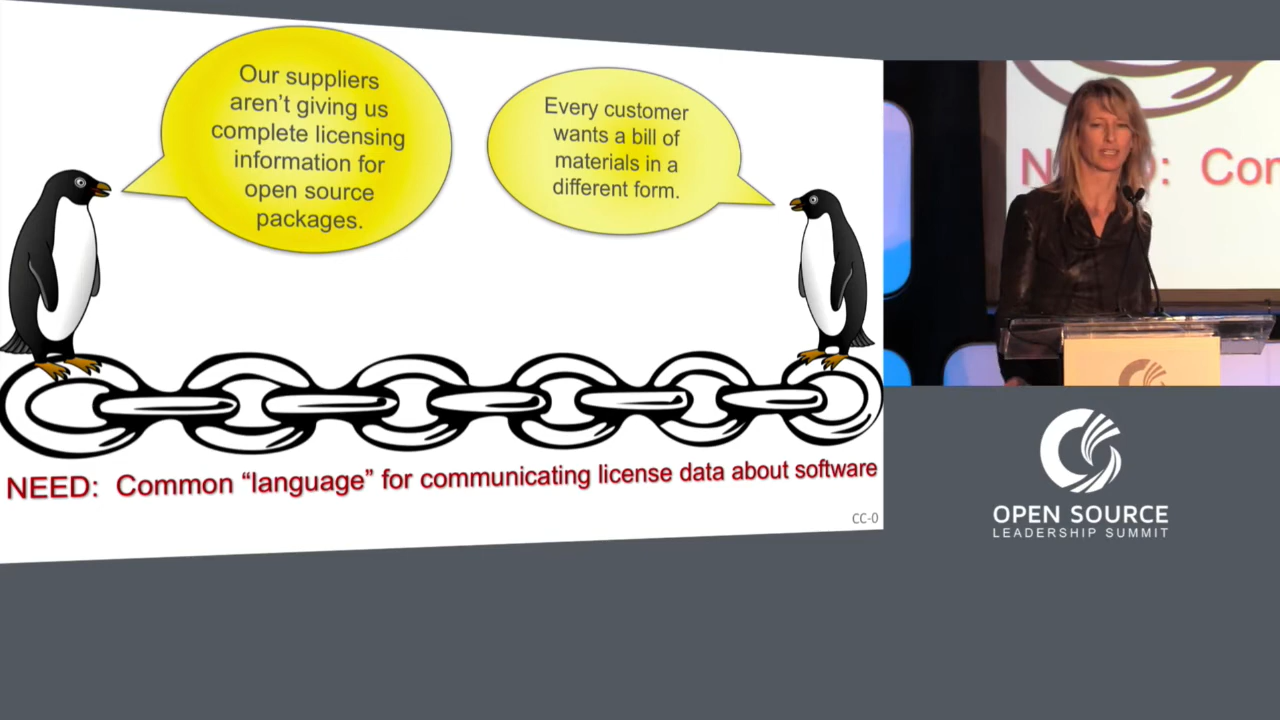 Our suppliers
aren't giving us
complete licensing
information for
open source
packages.
Every customer
wants a bill of
materials in a
different form.
NEED: Common “language” for communicating license data about software
CC-0
OPEN SOURCE
LEADERSHIP SUMMIT